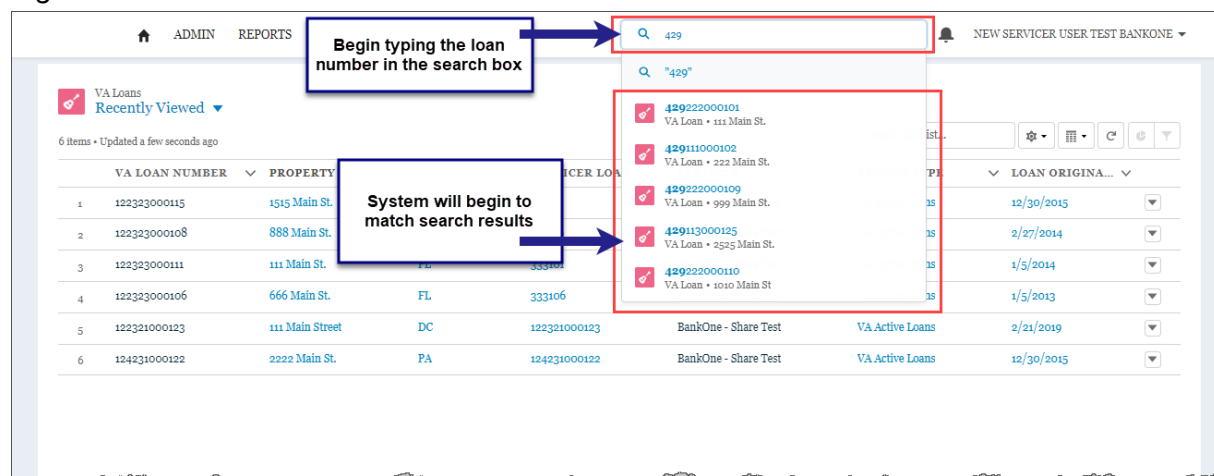 ADMIN REPORTS
Begin typing the loan
number in the search box
429
NEW SERVICER USER TEST BANKONE
"429"
VA Loans
Recently Viewed
6 items • Updated a few seconds ago
429222000101
VA Loan • 111 Main St.
429111000102
VA Loan • 222 Main St.
429222000109
VA Loan • 999 Main St.
429113000125
VA Loan • 2525 Main St.
429222000110
VA Loan • 1010 Main St
System will begin to
match search results
VA LOAN NUMBER PROPERTY LOAN ORIGINA...
1 122323000115 1515 Main St. 12/30/2015
2 122323000108 888 Main St. 2/27/2014
3 122323000111 111 Main St. FL 333101 1/5/2014
4 122323000106 666 Main St. FL 333106 1/5/2013
5 122321000123 111 Main Street DC 122321000123 BankOne - Share Test VA Active Loans 2/21/2019
6 124231000122 2222 Main St. PA 124231000122 BankOne - Share Test VA Active Loans 12/30/2015